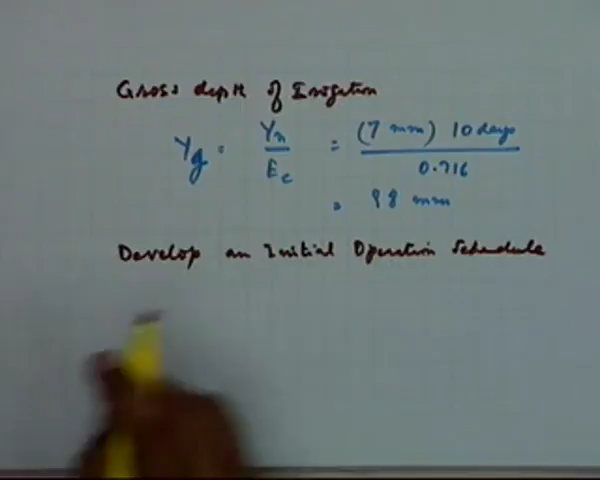 Gross depth of Irrigation
Yg = Yn / Ec = (7 mm) 10 days / 0.716
= 98 mm
Develop an Initial Operation Schedule